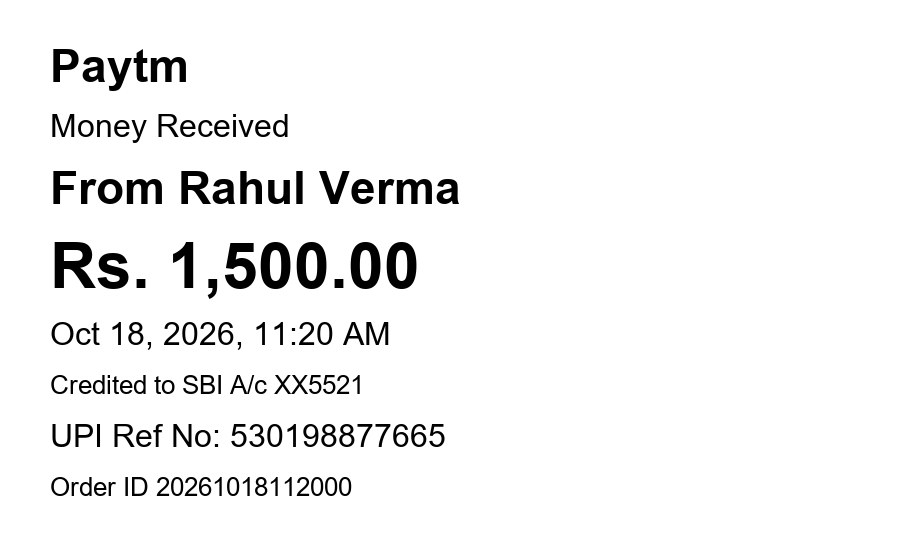 Paytm
Money Received
From Rahul Verma
Rs. 1,500.00
Oct 18, 2026, 11:20 AM
Credited to SBI A/c XX5521
UPI Ref No: 530198877665
Order ID 20261018112000